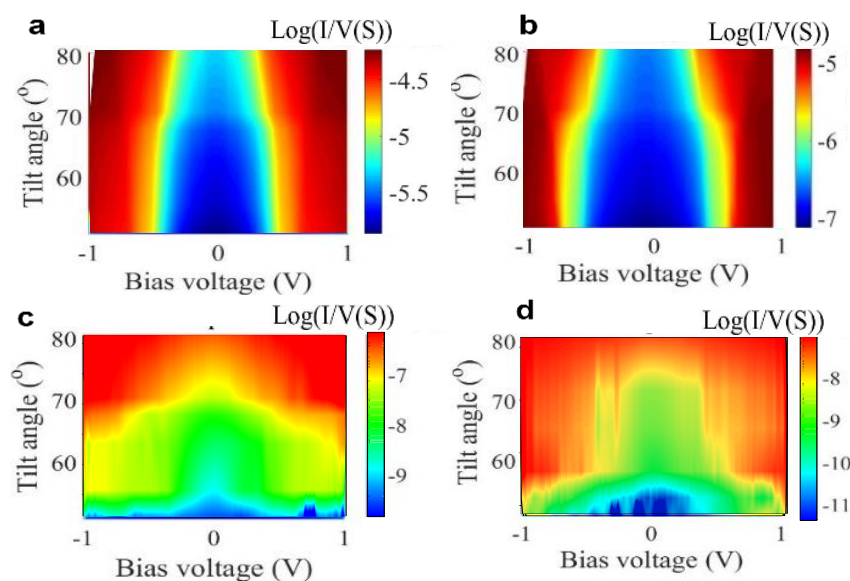 a
Log(I/V(S))
80
70
60
Tilt angle (°)
-1
0
1
Bias voltage (V)
-4.5
-5
-5.5
b
Log(I/V(S))
80
70
60
Tilt angle (°)
-1
0
1
Bias voltage (V)
-5
-6
-7
c
Log(I/V(S))
80
70
60
Tilt angle (°)
-1
0
1
Bias voltage (V)
-7
-8
-9
d
Log(I/V(S))
80
70
60
Tilt angle (°)
-1
0
1
Bias voltage (V)
-8
-9
-10
-11